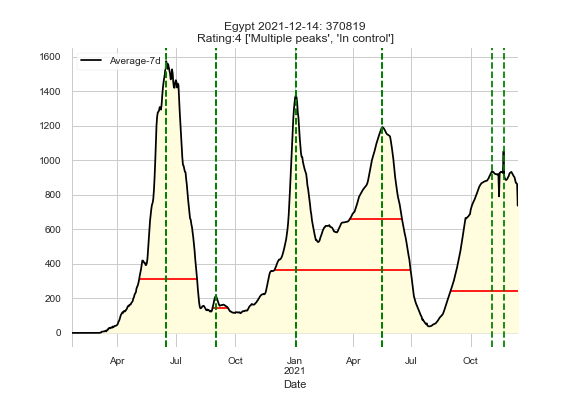 Egypt 2021-12-14: 370819
Rating:4 ['Multiple peaks', 'In control']
Average-7d
1600
1400
1200
1000
800
600
400
200
0
Apr
Jul
Oct
Jan
2021
Apr
Jul
Oct
Date